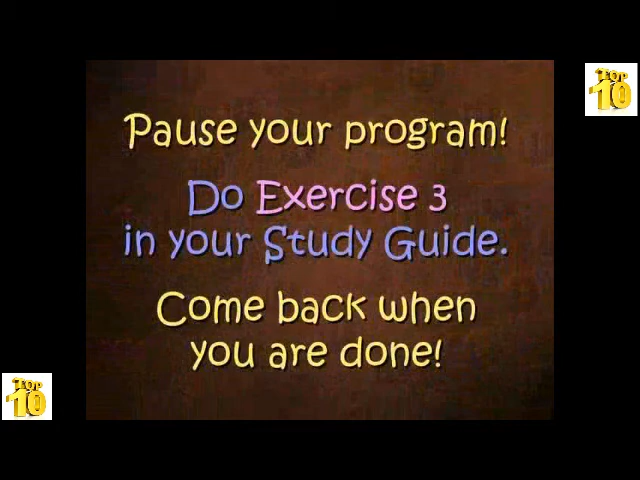 TOP
10
Pause your program!
Do Exercise 3
in your Study Guide.
Come back when
you are done!
TOP
10